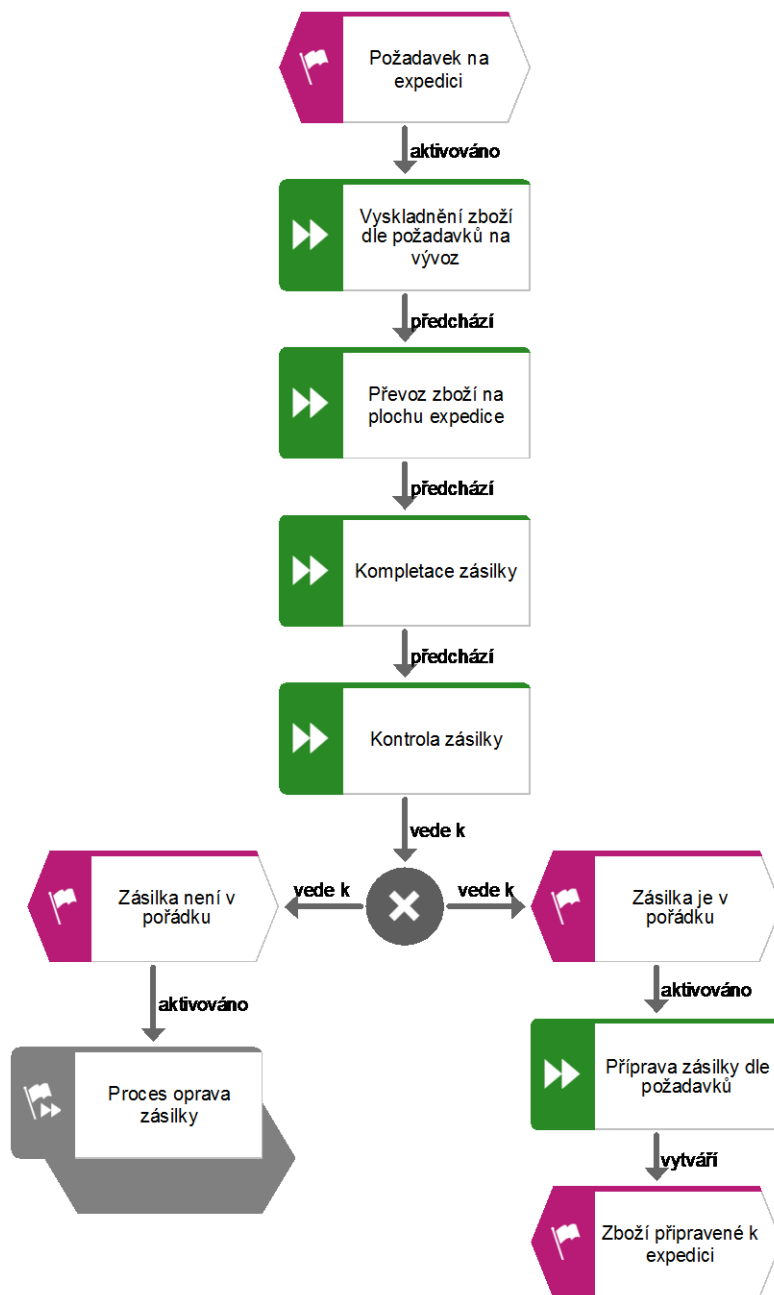 Požadavek na
expedici
aktivováno
Vyskladnění zboží
dle požadavků na
vývoz
předchází
Převoz zboží na
plochu expedice
předchází
Kompletace zásilky
předchází
Kontrola zásilky
vede k
vede k
vede k
Zásilka není v
pořádku
Zásilka je v
pořádku
aktivováno
aktivováno
Proces oprava
zásilky
Příprava zásilky dle
požadavků
vytváří
Zboží připravené k
expedici